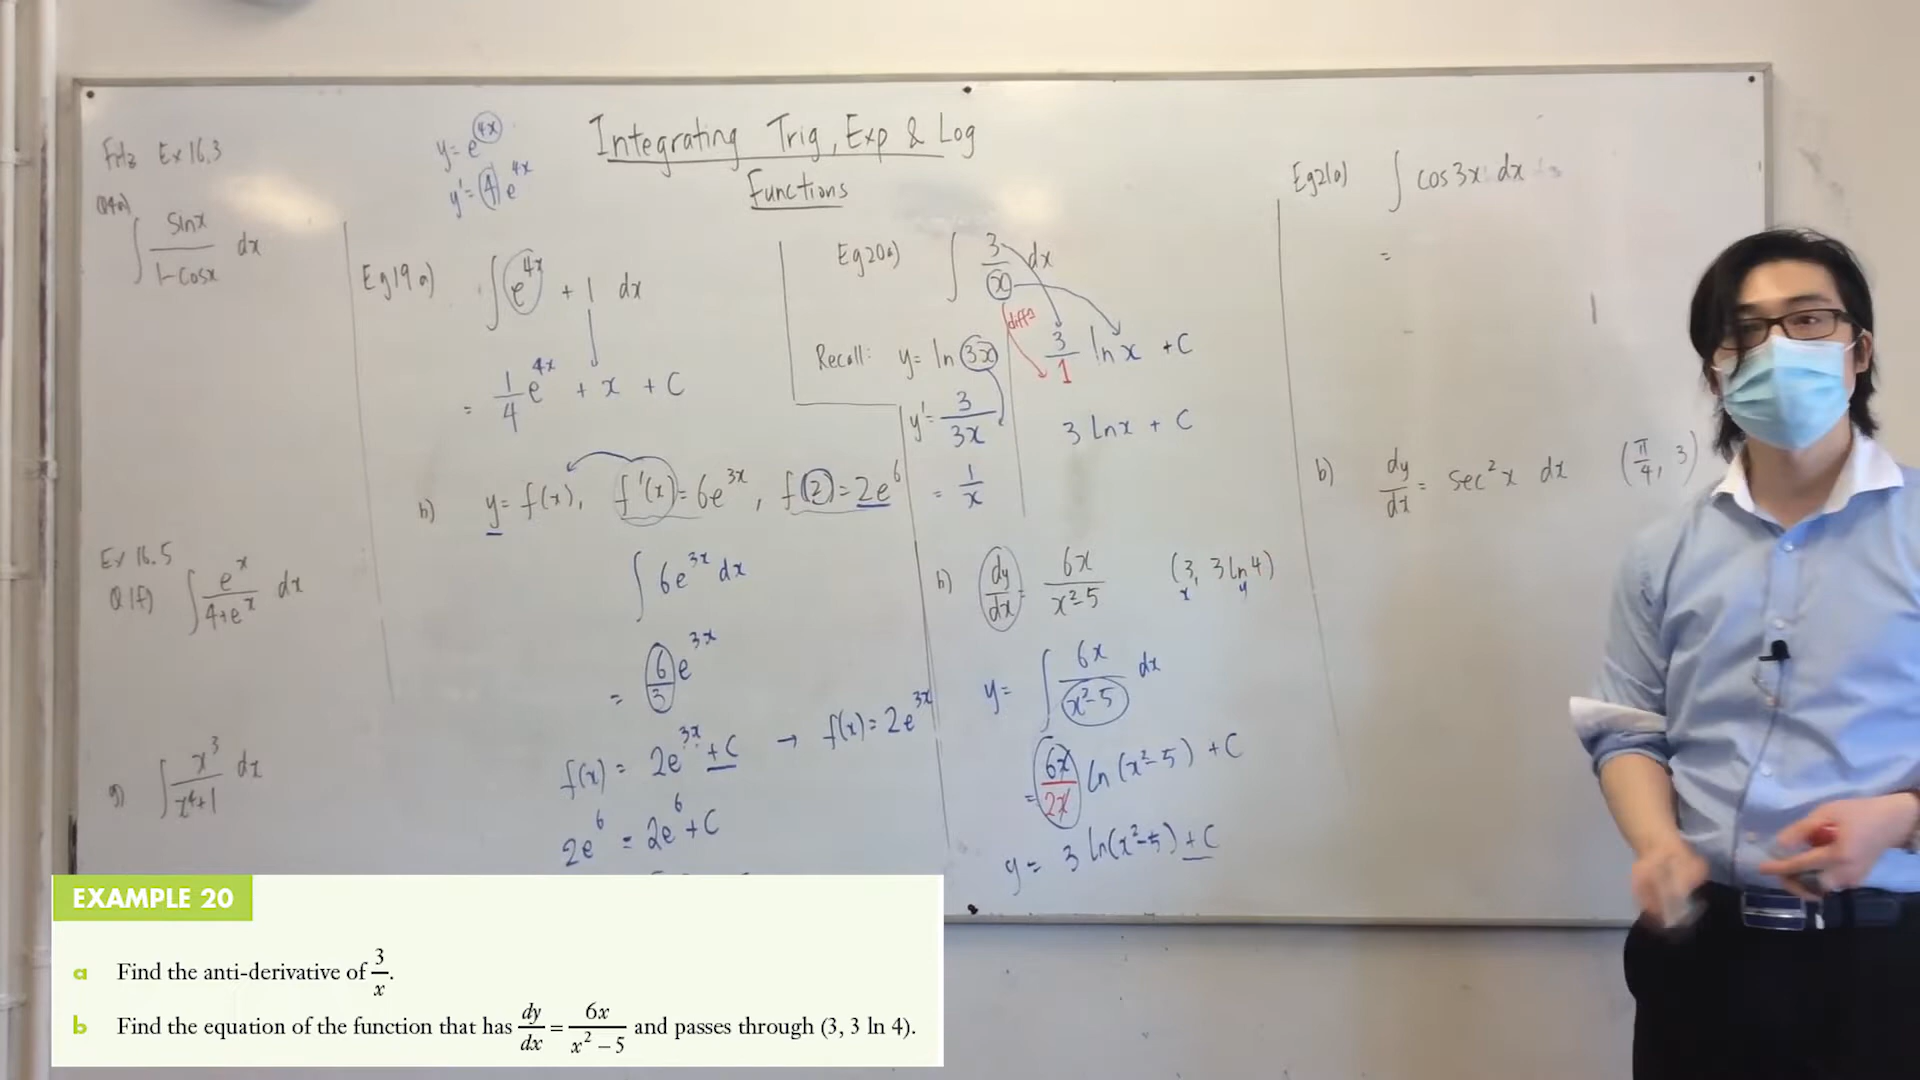 Integrating Trig, Exp & Log
Functions
Fitz Ex 16.3
Q4a)
∫ sinx/(1-cosx) dx
Ex 16.5
Q1f) ∫ e^x/(4+e^x) dx
g) ∫ x³/(x⁴+1) dx
y = e^(4x)
y' = 4e^(4x)
Eg19a) ∫ e^(4x) + 1 dx
= 1/4 e^(4x) + x + C
b) y = f(x), f'(x) = 6e^(3x), f(2) = 2e^6
∫ 6e^(3x) dx
= 6/3 e^(3x)
f(x) = 2e^(3x) + C → f(x) = 2e^(3x)
2e^6 = 2e^6 + C
Eg20a) ∫ 3/x dx
diff
3/1 ln x + C
3 ln x + C
Recall: y = ln 3x
y' = 3/3x
= 1/x
b) dy/dx = 6x/(x²-5) (3, 3 ln 4)
x y
y = ∫ 6x/(x²-5) dx
= 6x/2x ln (x²-5) + C
y = 3 ln(x²-5) + C
Eg21a) ∫ cos 3x dx
=
b) dy/dx = sec² x dx (π/4, 3)
EXAMPLE 20
a Find the anti-derivative of 3/x.
b Find the equation of the function that has dy/dx = 6x/(x² – 5) and passes through (3, 3 ln 4).